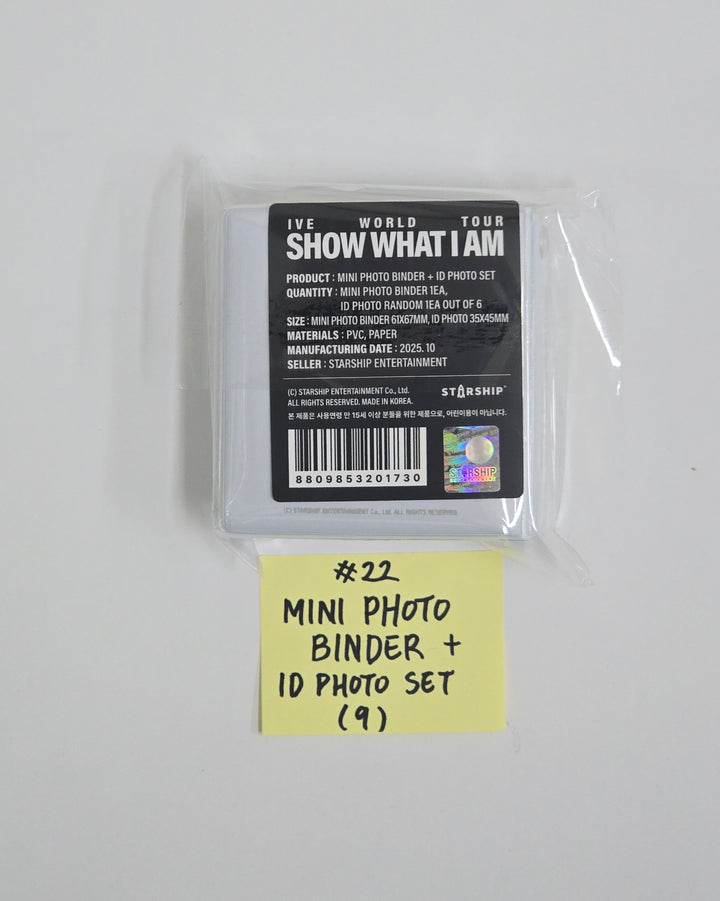 IVE WORLD TOUR
SHOW WHAT I AM
PRODUCT : MINI PHOTO BINDER + ID PHOTO SET
QUANTITY : MINI PHOTO BINDER 1EA,
ID PHOTO RANDOM 1EA OUT OF 6
SIZE : MINI PHOTO BINDER 61X67MM, ID PHOTO 35X45MM
MATERIALS : PVC, PAPER
MANUFACTURING DATE : 2025.10
SELLER : STARSHIP ENTERTAINMENT
(C) STARSHIP ENTERTAINMENT Co., Ltd.
ALL RIGHTS RESERVED. MADE IN KOREA.
STARSHIP
본 제품은 사용연령 만 15세 이상 분들을 위한 제품으로, 어린이용이 아닙니다.
8809853201730
STARSHIP
(C) STARSHIP ENTERTAINMENT Co., Ltd. ALL RIGHTS RESERVED.
#22
MINI PHOTO
BINDER +
ID PHOTO SET
(9)